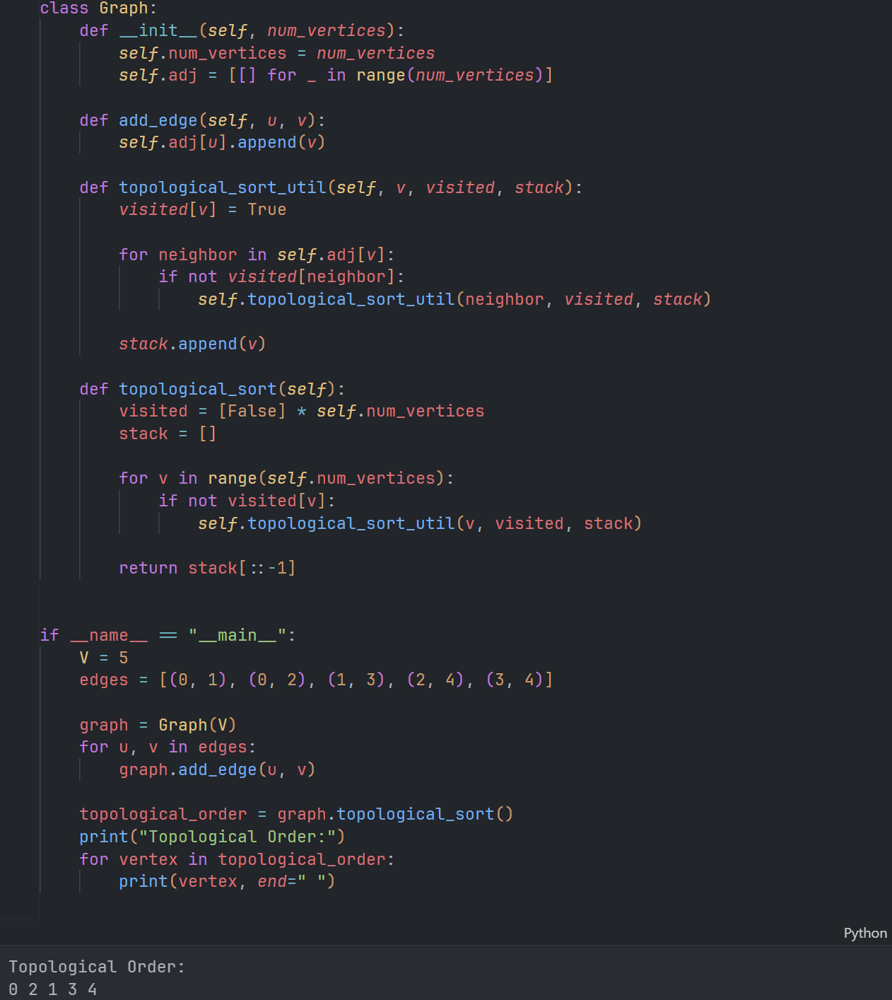 class Graph:
    def __init__(self, num_vertices):
        self.num_vertices = num_vertices
        self.adj = [[] for _ in range(num_vertices)]

    def add_edge(self, u, v):
        self.adj[u].append(v)

    def topological_sort_util(self, v, visited, stack):
        visited[v] = True

        for neighbor in self.adj[v]:
            if not visited[neighbor]:
                self.topological_sort_util(neighbor, visited, stack)

        stack.append(v)

    def topological_sort(self):
        visited = [False] * self.num_vertices
        stack = []

        for v in range(self.num_vertices):
            if not visited[v]:
                self.topological_sort_util(v, visited, stack)

        return stack[::-1]


if __name__ == "__main__":
    V = 5
    edges = [(0, 1), (0, 2), (1, 3), (2, 4), (3, 4)]

    graph = Graph(V)
    for u, v in edges:
        graph.add_edge(u, v)

    topological_order = graph.topological_sort()
    print("Topological Order:")
    for vertex in topological_order:
        print(vertex, end=" ")

Python
Topological Order:
0 2 1 3 4